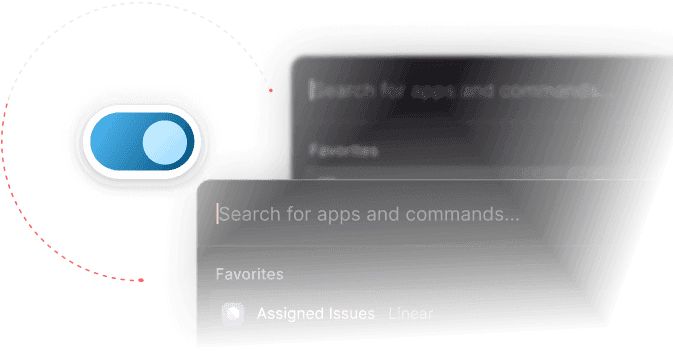 Search for apps and commands...
Favorites
Search for apps and commands...
Favorites
Assigned Issues Linear